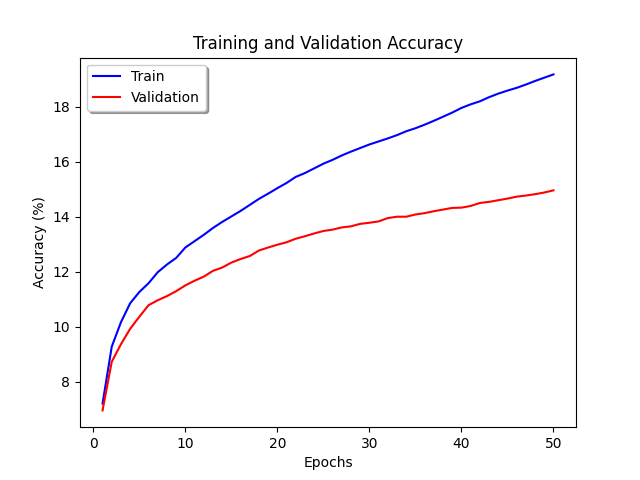 Training and Validation Accuracy
Train
Validation
Accuracy (%)
18
16
14
12
10
8
0 10 20 30 40 50
Epochs